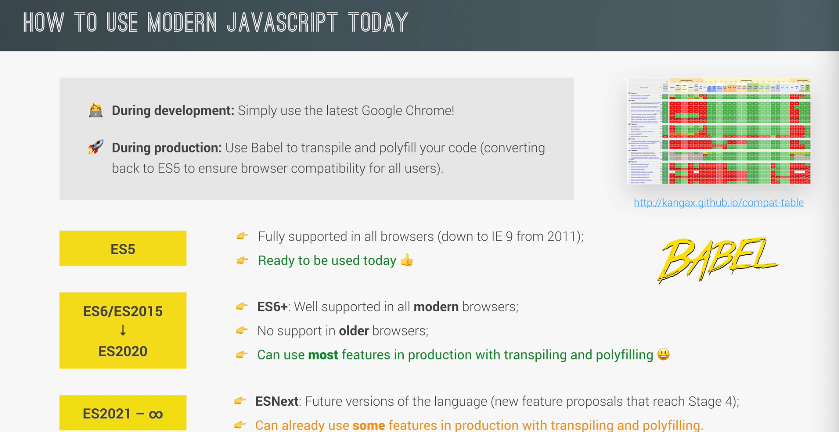 HOW TO USE MODERN JAVASCRIPT TODAY
During development: Simply use the latest Google Chrome!
During production: Use Babel to transpile and polyfill your code (converting
back to ES5 to ensure browser compatibility for all users).
http://kangax.github.io/compat-table
ES5
Fully supported in all browsers (down to IE 9 from 2011);
Ready to be used today 👍
BABEL
ES6/ES2015
↓
ES2020
ES6+: Well supported in all modern browsers;
No support in older browsers;
Can use most features in production with transpiling and polyfilling 😃
ES2021 – ∞
ESNext: Future versions of the language (new feature proposals that reach Stage 4);
Can already use some features in production with transpiling and polyfilling.